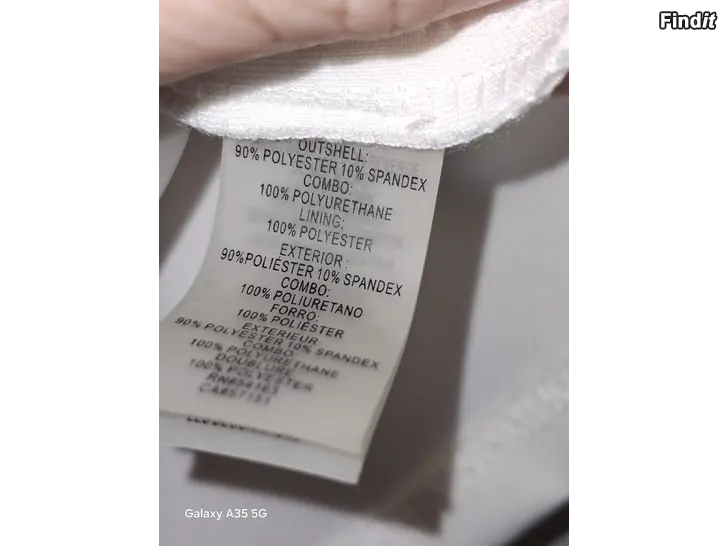 Findit
OUTSHELL:
90% POLYESTER 10% SPANDEX
COMBO:
100% POLYURETHANE
LINING:
100% POLYESTER
EXTERIOR:
90%POLIÉSTER 10% SPANDEX
COMBO:
100% POLIURETANO
FORRO:
100% POLIÉSTER
EXTERIEUR
90% POLYESTER 10% SPANDEX
COMBO:
100% POLYURETHANE
DOUBLURE
100% POLYESTER
Galaxy A35 5G